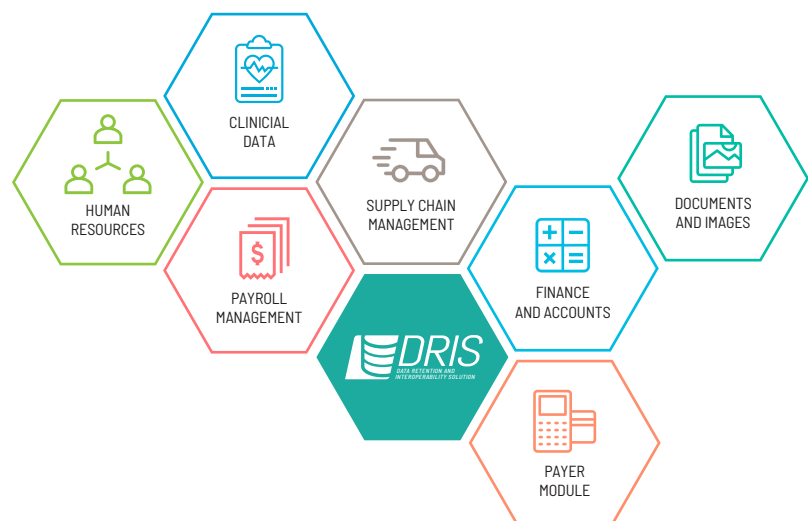 CLINICIAL
DATA
HUMAN
RESOURCES
SUPPLY CHAIN
MANAGEMENT
DOCUMENTS
AND IMAGES
$
PAYROLL
MANAGEMENT
FINANCE
AND ACCOUNTS
DRIS
DATA RETENTION AND
INTEROPERABILITY SOLUTION
PAYER
MODULE